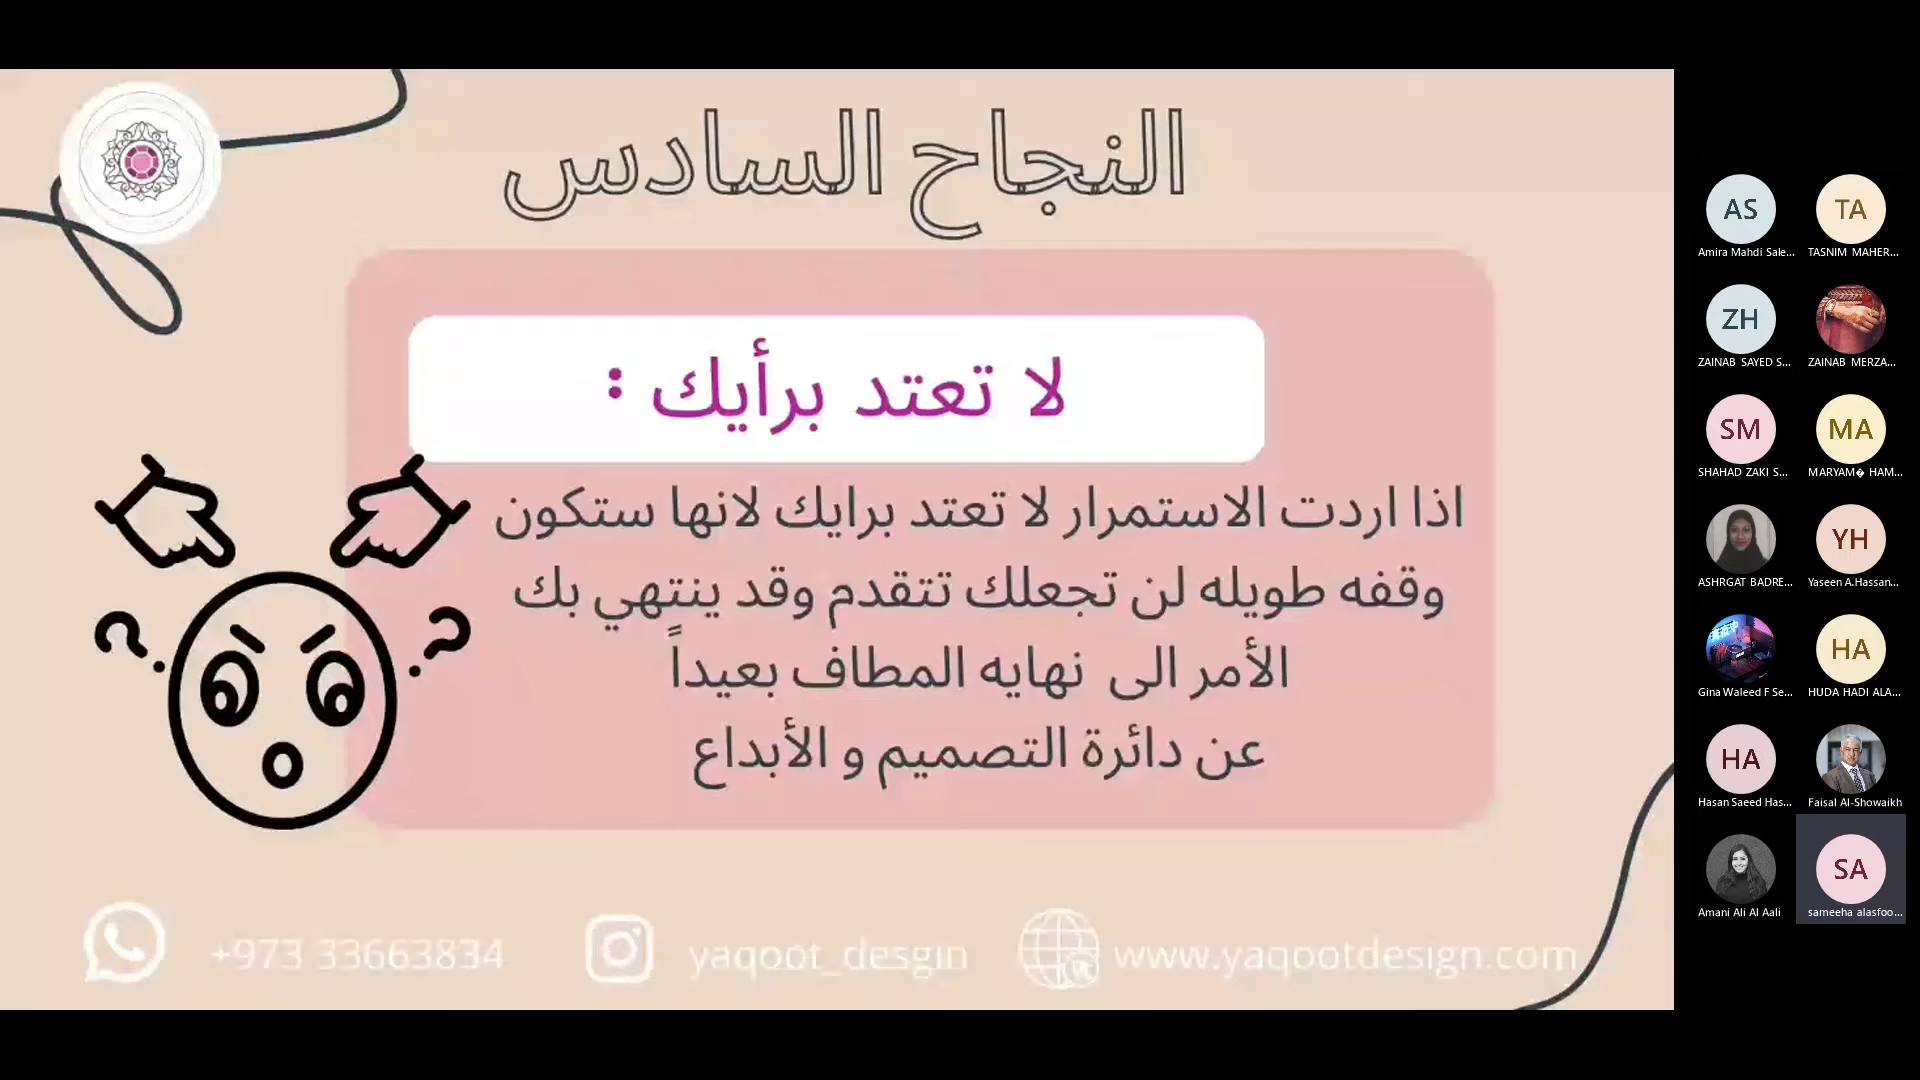 النجاح السادس
لا تعتد برأيك :
اذا اردت الاستمرار لا تعتد برايك لانها ستكون
وقفه طويله لن تجعلك تتقدم وقد ينتهي بك
الأمر الى نهايه المطاف بعيداً
عن دائرة التصميم و الأبداع
+973 33663834
yaqoot_desgin
www.yaqootdesign.com
AS
Amira Mahdi Sale...
TA
TASNIM MAHER...
ZH
ZAINAB SAYED S...
ZAINAB MERZA...
SM
SHAHAD ZAKI S...
MA
MARYAM� HAM...
ASHRGAT BADRE...
YH
Yaseen A.Hassan...
Gina Waleed F Se...
HA
HUDA HADI ALA...
HA
Hasan Saeed Has...
Faisal Al-Showaikh
Amani Ali Al Aali
SA
sameeha alasfoo...